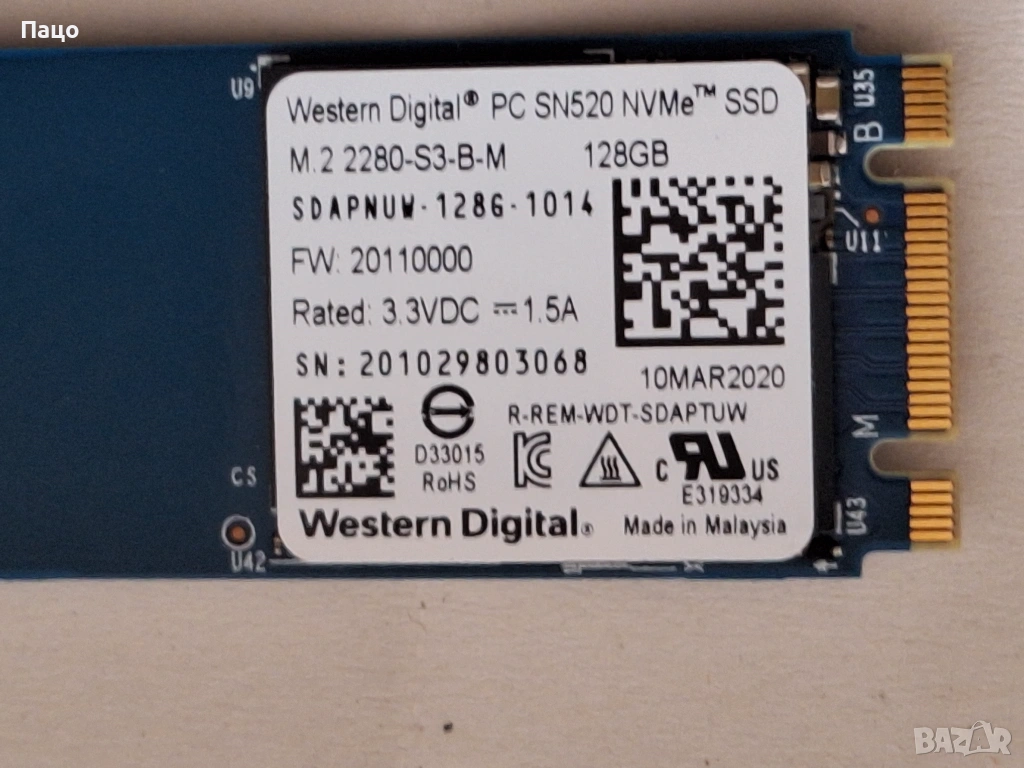 Пацо
U9
Western Digital® PC SN520 NVMe™ SSD
M.2 2280-S3-B-M 128GB
SDAPNUW-128G-1014
FW: 20110000
Rated: 3.3VDC ⎓ 1.5A
SN: 201029803068
10MAR2020
R-REM-WDT-SDAPTUW
D33015
RoHS
C US
E319334
Western Digital®
Made in Malaysia
U35
B
U11
M
U43
CS
U42
BAZAR